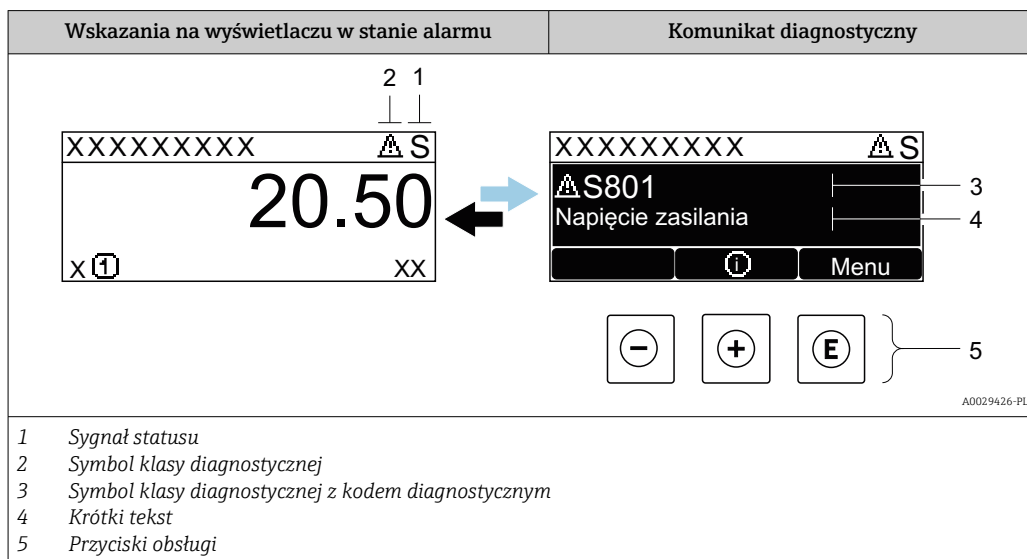 Wskazania na wyświetlaczu w stanie alarmu
Komunikat diagnostyczny
2 1
XXXXXXXXX ⚠ S
20.50
X 1 XX
XXXXXXXXX ⚠ S
⚠S801
Napięcie zasilania
i Menu
3
4
- + E
5
A0029426-PL
1 Sygnał statusu
2 Symbol klasy diagnostycznej
3 Symbol klasy diagnostycznej z kodem diagnostycznym
4 Krótki tekst
5 Przyciski obsługi